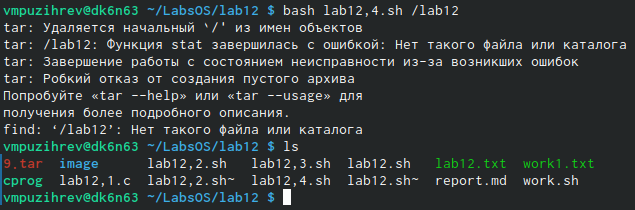 vmpuzihrev@dk6n63 ~/LabsOS/lab12 $ bash lab12,4.sh /lab12
tar: Удаляется начальный `/' из имен объектов
tar: /lab12: Функция stat завершилась с ошибкой: Нет такого файла или каталога
tar: Завершение работы с состоянием неисправности из-за возникших ошибок
tar: Робкий отказ от создания пустого архива
Попробуйте «tar --help» или «tar --usage» для
получения более подробного описания.
find: ‘/lab12’: Нет такого файла или каталога
vmpuzihrev@dk6n63 ~/LabsOS/lab12 $ ls
9.tar image lab12,2.sh lab12,3.sh lab12.sh lab12.txt work1.txt
cprog lab12,1.c lab12,2.sh~ lab12,4.sh lab12.sh~ report.md work.sh
vmpuzihrev@dk6n63 ~/LabsOS/lab12 $